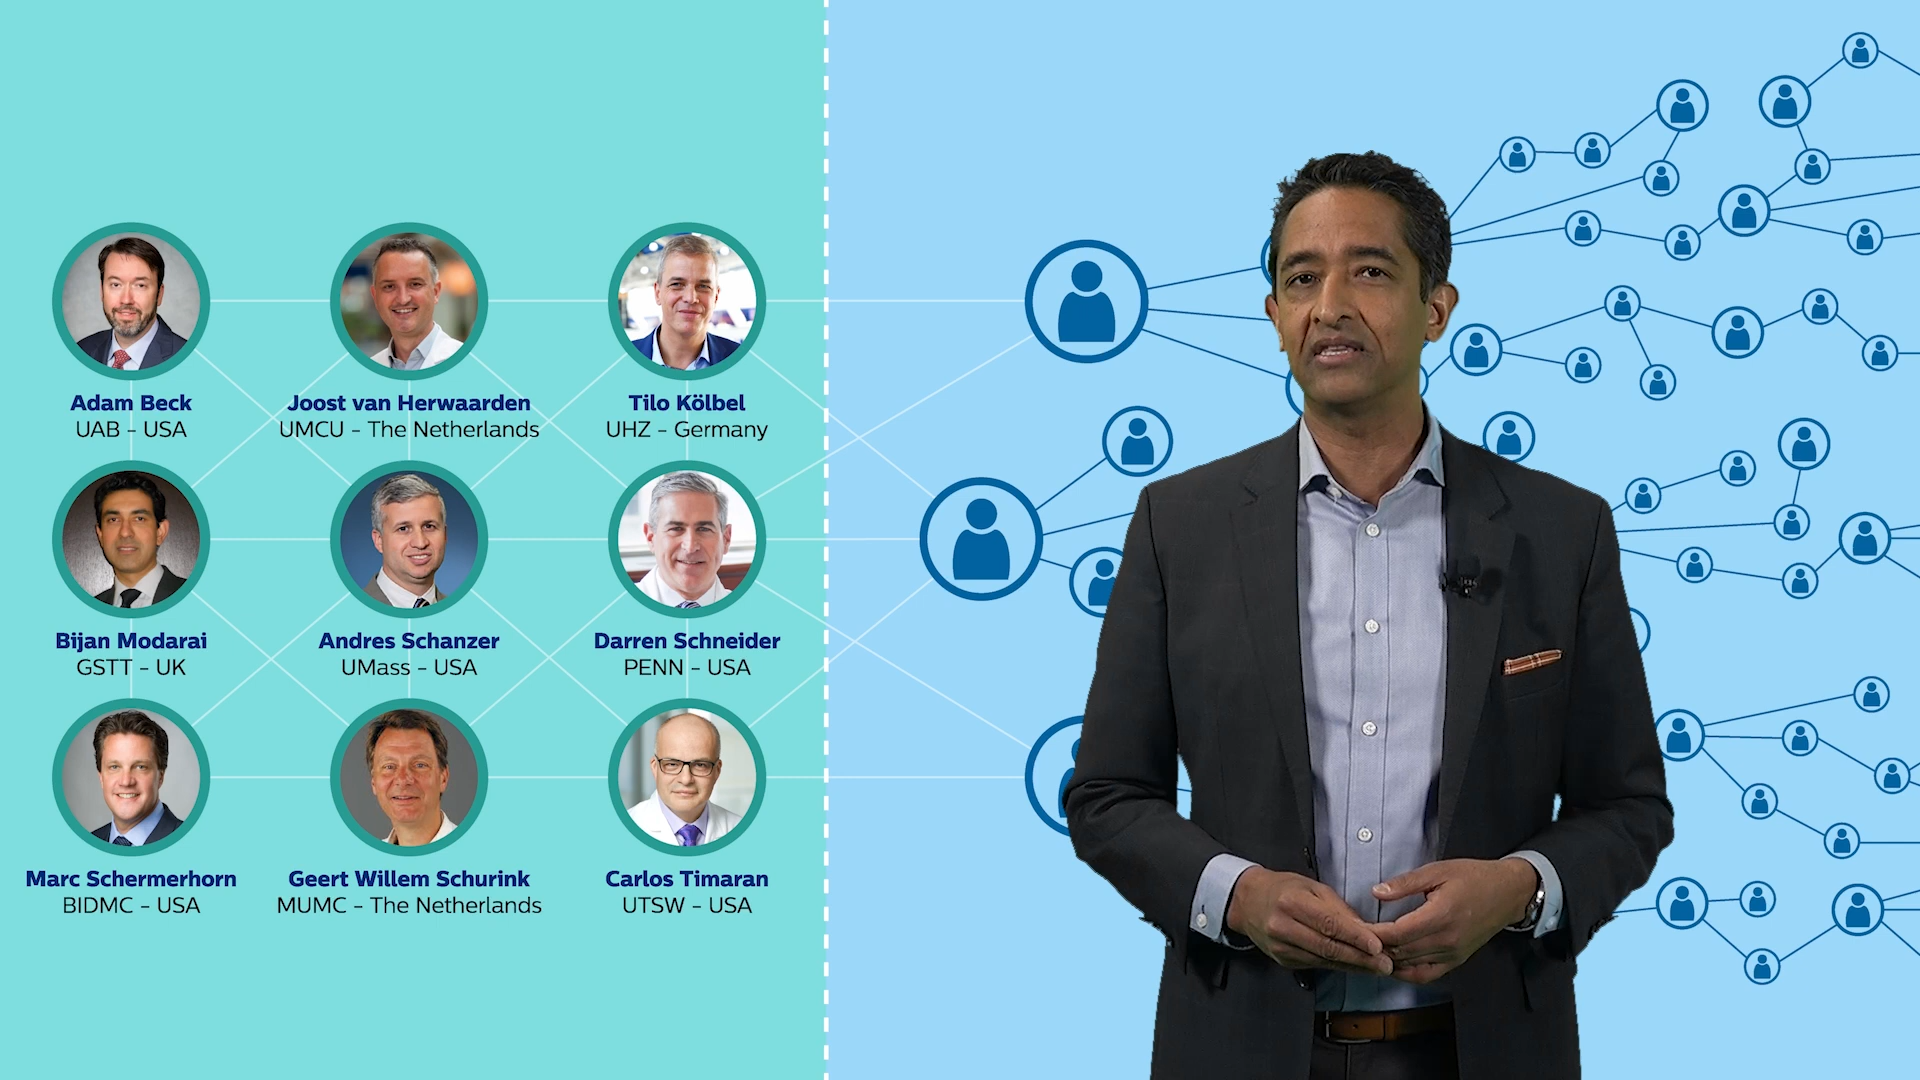 Adam Beck
UAB - USA
Joost van Herwaarden
UMCU - The Netherlands
Tilo Kölbel
UHZ - Germany
Bijan Modarai
GSTT - UK
Andres Schanzer
UMass - USA
Darren Schneider
PENN - USA
Marc Schermerhorn
BIDMC - USA
Geert Willem Schurink
MUMC - The Netherlands
Carlos Timaran
UTSW - USA